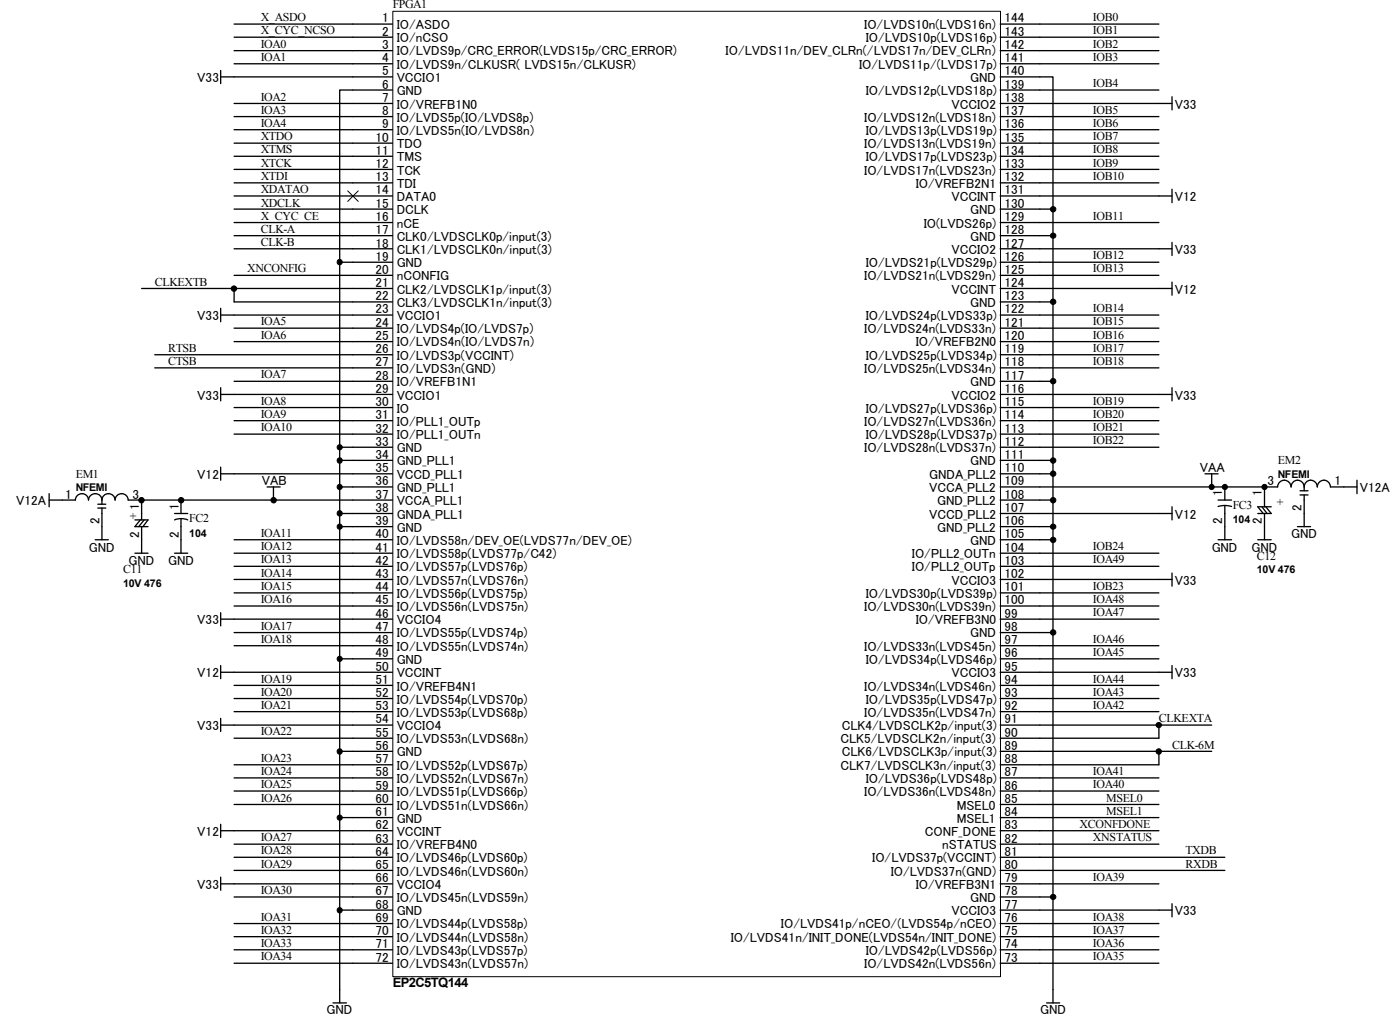 FPGA1
X_ASDO 1 IO/ASDO
X_CYC_NCSO 2 IO/nCSO
IOA0 3 IO/LVDS9p/CRC_ERROR(LVDS15p/CRC_ERROR)
IOA1 4 IO/LVDS9n/CLKUSR( LVDS15n/CLKUSR)
V33 5 VCCIO1
6 GND
IOA2 7 IO/VREFB1N0
IOA3 8 IO/LVDS5p(IO/LVDS8p)
IOA4 9 IO/LVDS5n(IO/LVDS8n)
XTDO 10 TDO
XTMS 11 TMS
XTCK 12 TCK
XTDI 13 TDI
XDATAO 14 DATA0
XDCLK 15 DCLK
X_CYC_CE 16 nCE
CLK-A 17 CLK0/LVDSCLK0p/input(3)
CLK-B 18 CLK1/LVDSCLK0n/input(3)
19 GND
XNCONFIG 20 nCONFIG
CLKEXTB 21 CLK2/LVDSCLK1p/input(3)
22 CLK3/LVDSCLK1n/input(3)
V33 23 VCCIO1
IOA5 24 IO/LVDS4p(IO/LVDS7p)
IOA6 25 IO/LVDS4n(IO/LVDS7n)
RTSB 26 IO/LVDS3p(VCCINT)
CTSB 27 IO/LVDS3n(GND)
IOA7 28 IO/VREFB1N1
V33 29 VCCIO1
IOA8 30 IO
IOA9 31 IO/PLL1_OUTp
IOA10 32 IO/PLL1_OUTn
33 GND
34 GND_PLL1
V12 35 VCCD_PLL1
36 GND_PLL1
VAB 37 VCCA_PLL1
38 GNDA_PLL1
39 GND
IOA11 40 IO/LVDS58n/DEV_OE(LVDS77n/DEV_OE)
IOA12 41 IO/LVDS58p(LVDS77p/C42)
IOA13 42 IO/LVDS57p(LVDS76p)
IOA14 43 IO/LVDS57n(LVDS76n)
IOA15 44 IO/LVDS56p(LVDS75p)
IOA16 45 IO/LVDS56n(LVDS75n)
V33 46 VCCIO4
IOA17 47 IO/LVDS55p(LVDS74p)
IOA18 48 IO/LVDS55n(LVDS74n)
49 GND
V12 50 VCCINT
IOA19 51 IO/VREFB4N1
IOA20 52 IO/LVDS54p(LVDS70p)
IOA21 53 IO/LVDS53p(LVDS68p)
V33 54 VCCIO4
IOA22 55 IO/LVDS53n(LVDS68n)
56 GND
IOA23 57 IO/LVDS52p(LVDS67p)
IOA24 58 IO/LVDS52n(LVDS67n)
IOA25 59 IO/LVDS51p(LVDS66p)
IOA26 60 IO/LVDS51n(LVDS66n)
61 GND
V12 62 VCCINT
IOA27 63 IO/VREFB4N0
IOA28 64 IO/LVDS46p(LVDS60p)
IOA29 65 IO/LVDS46n(LVDS60n)
V33 66 VCCIO4
IOA30 67 IO/LVDS45n(LVDS59n)
68 GND
IOA31 69 IO/LVDS44p(LVDS58p)
IOA32 70 IO/LVDS44n(LVDS58n)
IOA33 71 IO/LVDS43p(LVDS57p)
IOA34 72 IO/LVDS43n(LVDS57n)
EP2C5TQ144
GND
EM1
NFEMI
V12A 1 3
2
GND
+ 1
2
GND
C11
10V 476
1
2
FC2
104
GND
IO/LVDS10n(LVDS16n) 144 IOB0
IO/LVDS10p(LVDS16p) 143 IOB1
IO/LVDS11n/DEV_CLRn(/LVDS17n/DEV_CLRn) 142 IOB2
IO/LVDS11p/(LVDS17p) 141 IOB3
GND 140
IO/LVDS12p(LVDS18p) 139 IOB4
VCCIO2 138 V33
IO/LVDS12n(LVDS18n) 137 IOB5
IO/LVDS13p(LVDS19p) 136 IOB6
IO/LVDS13n(LVDS19n) 135 IOB7
IO/LVDS17p(LVDS23p) 134 IOB8
IO/LVDS17n(LVDS23n) 133 IOB9
IO/VREFB2N1 132 IOB10
VCCINT 131 V12
GND 130
IO(LVDS26p) 129 IOB11
GND 128
VCCIO2 127 V33
IO/LVDS21p(LVDS29p) 126 IOB12
IO/LVDS21n(LVDS29n) 125 IOB13
VCCINT 124 V12
GND 123
IO/LVDS24p(LVDS33p) 122 IOB14
IO/LVDS24n(LVDS33n) 121 IOB15
IO/VREFB2N0 120 IOB16
IO/LVDS25p(LVDS34p) 119 IOB17
IO/LVDS25n(LVDS34n) 118 IOB18
GND 117
VCCIO2 116 V33
IO/LVDS27p(LVDS36p) 115 IOB19
IO/LVDS27n(LVDS36n) 114 IOB20
IO/LVDS28p(LVDS37p) 113 IOB21
IO/LVDS28n(LVDS37n) 112 IOB22
GND 111
GNDA_PLL2 110
VCCA_PLL2 109 VAA
GND_PLL2 108
VCCD_PLL2 107 V12
GND_PLL2 106
GND 105
IO/PLL2_OUTn 104 IOB24
IO/PLL2_OUTp 103 IOA49
VCCIO3 102 V33
IO/LVDS30p(LVDS39p) 101 IOB23
IO/LVDS30n(LVDS39n) 100 IOA48
IO/VREFB3N0 99 IOA47
GND 98
IO/LVDS33n(LVDS45n) 97 IOA46
IO/LVDS34p(LVDS46p) 96 IOA45
VCCIO3 95 V33
IO/LVDS34n(LVDS46n) 94 IOA44
IO/LVDS35p(LVDS47p) 93 IOA43
IO/LVDS35n(LVDS47n) 92 IOA42
CLK4/LVDSCLK2p/input(3) 91 CLKEXTA
CLK5/LVDSCLK2n/input(3) 90
CLK6/LVDSCLK3p/input(3) 89 CLK-6M
CLK7/LVDSCLK3n/input(3) 88
IO/LVDS36p(LVDS48p) 87 IOA41
IO/LVDS36n(LVDS48n) 86 IOA40
MSEL0 85 MSEL0
MSEL1 84 MSEL1
CONF_DONE 83 XCONFDONE
nSTATUS 82 XNSTATUS
IO/LVDS37p(VCCINT) 81 TXDB
IO/LVDS37n(GND) 80 RXDB
IO/VREFB3N1 79 IOA39
GND 78
VCCIO3 77 V33
IO/LVDS41p/nCEO/(LVDS54p/nCEO) 76 IOA38
IO/LVDS41n/INIT_DONE(LVDS54n/INIT_DONE) 75 IOA37
IO/LVDS42p(LVDS56p) 74 IOA36
IO/LVDS42n(LVDS56n) 73 IOA35
GND
EM2
NFEMI
3 1 V12A
2
GND
1
2
FC3
104
GND
1 +
2
GND
C12
10V 476